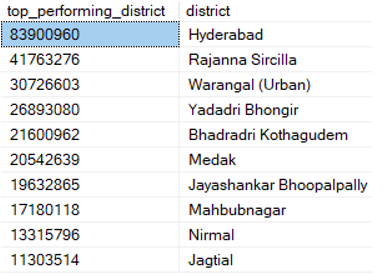 top_performing_district district
83900960 Hyderabad
41763276 Rajanna Sircilla
30726603 Warangal (Urban)
26893080 Yadadri Bhongir
21600962 Bhadradri Kothagudem
20542639 Medak
19632865 Jayashankar Bhoopalpally
17180118 Mahbubnagar
13315796 Nirmal
11303514 Jagtial